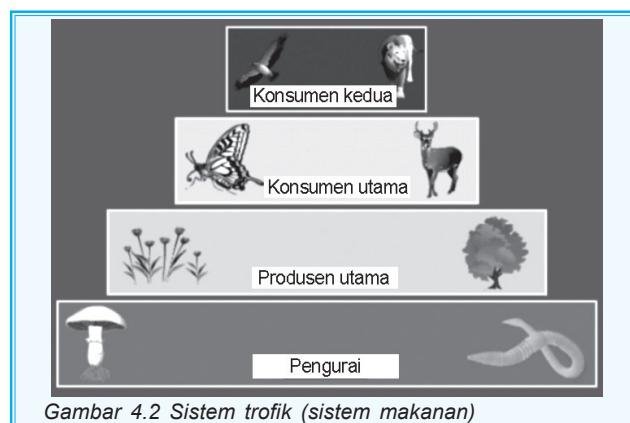 Konsumen kedua
Konsumen utama
Produsen utama
Pengurai
Gambar 4.2 Sistem trofik (sistem makanan)